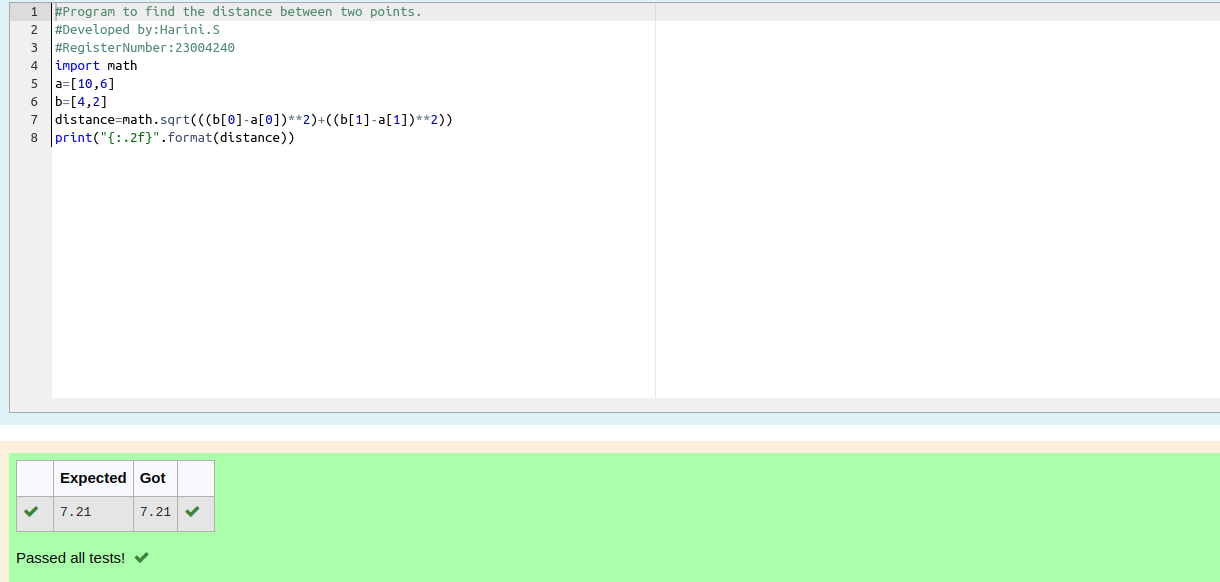 1 #Program to find the distance between two points.
2 #Developed by:Harini.S
3 #RegisterNumber:23004240
4 import math
5 a=[10,6]
6 b=[4,2]
7 distance=math.sqrt(((b[0]-a[0])**2)+((b[1]-a[1])**2))
8 print("{:.2f}".format(distance))
Expected Got
7.21 7.21
Passed all tests!